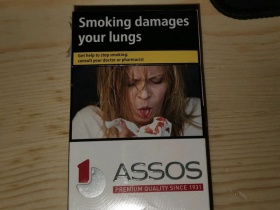 Smoking damages
your lungs
Get help to stop smoking:
consult your doctor or pharmacist
1
ASSOS
PREMIUM QUALITY SINCE 1931